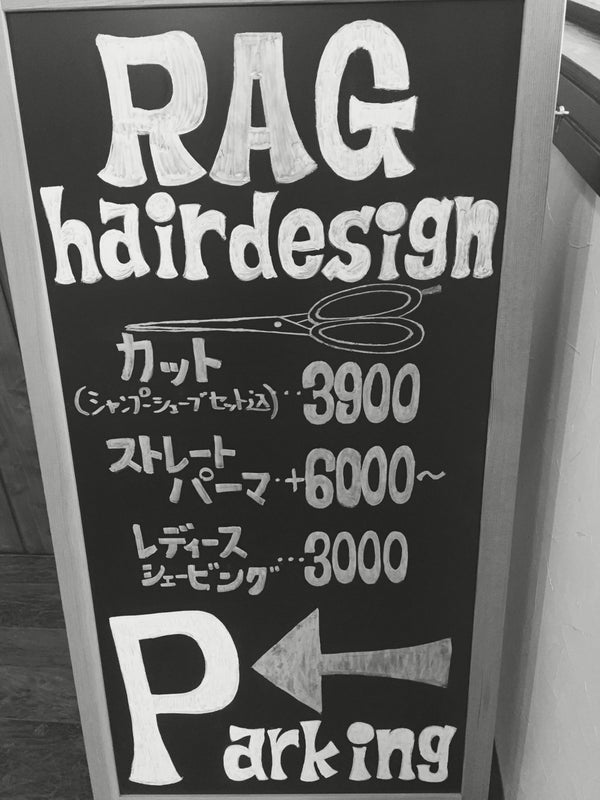 RAG
hairdesign
カット
(シャンプーシェーブセット込)‥3900
ストレート
パーマ‥+6000～
レディース
シェービング…3000
P arking